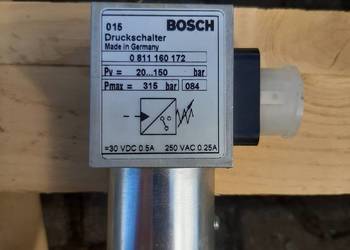 015 BOSCH
Druckschalter
Made in Germany
0 811 160 172
Pv = 20...150 bar
Pmax = 315 bar 084
=30 VDC 0.5A 250 VAC 0.25A